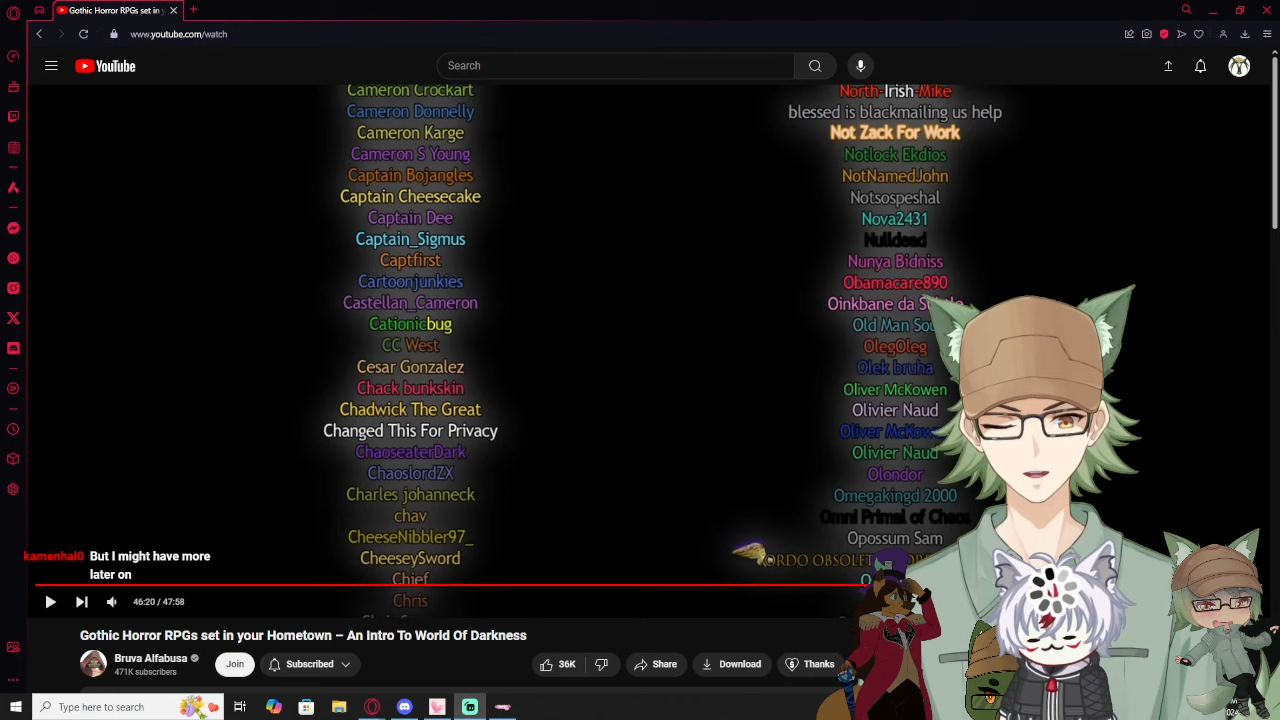 Gothic Horror RPGs set in y
www.youtube.com/watch
YouTube
Search
Cameron Crockart
Cameron Donnelly
Cameron Karge
Cameron S Young
Captain Bojangles
Captain Cheesecake
Captain Dee
Captain_Sigmus
Captfirst
Cartoonjunkies
Castellan_Cameron
Cationicbug
CC West
Cesar Gonzalez
Chack bunkskin
Chadwick The Great
Changed This For Privacy
ChaoseaterDark
ChaoslordZX
Charles johanneck
chav
CheeseNibbler97_
CheeseySword
Chief
Chris
North-Irish-Mike
blessed is blackmailing us help
Not Zack For Work
Notlock Ekdios
NotNamedJohn
Notsospeshal
Nova2431
Nulldead
Nunya Bidniss
Obamacare890
Oinkbane da
Old Man Sou
OlegOleg
Olek bruha
Oliver McKowen
Olivier Naud
Oliver McKow
Olivier Naud
Olondor
Omegakingd 2000
Omni Primal of Chaos
Opossum Sam
ORDO OBSOLET
kamenhal0 But I might have more
later on
46:20 / 47:58
Gothic Horror RPGs set in your Hometown – An Intro To World Of Darkness
Bruva Alfabusa
471K subscribers
Join
Subscribed
36K
Share
Download
Thanks
Type here to search